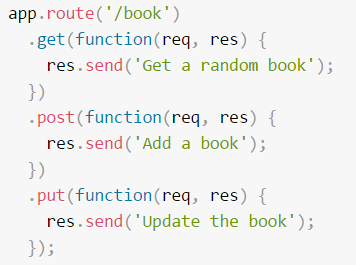 app.route('/book')
  .get(function(req, res) {
    res.send('Get a random book');
  })
  .post(function(req, res) {
    res.send('Add a book');
  })
  .put(function(req, res) {
    res.send('Update the book');
  });